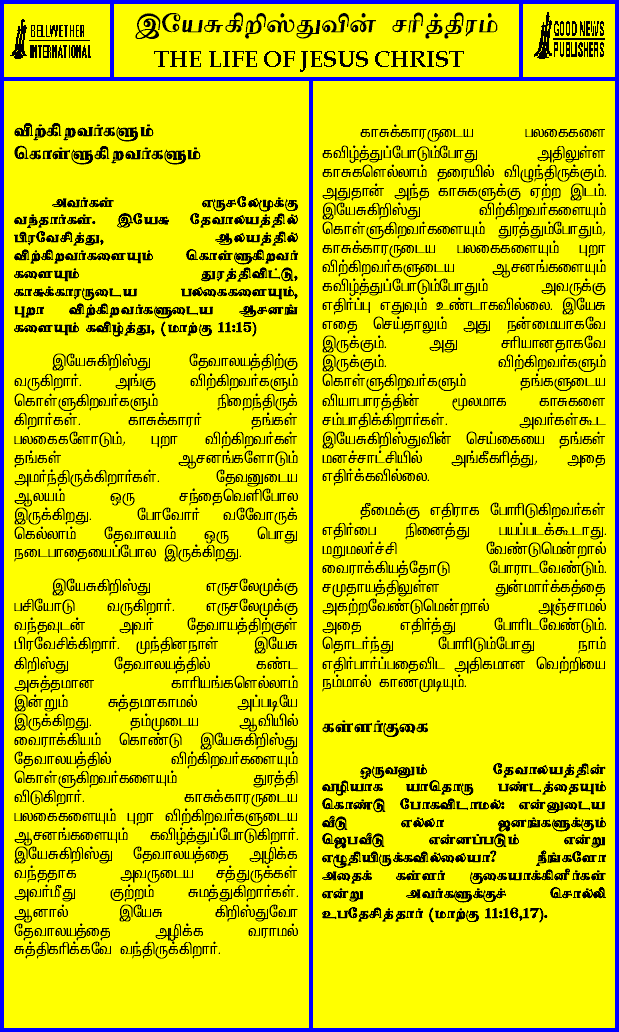 BELLWETHER
INTERNATIONAL
இயேசுகிறிஸ்துவின் சரித்திரம்
THE LIFE OF JESUS CHRIST
GOOD NEWS
PUBLISHERS
விற்கிறவர்களும்
கொள்ளுகிறவர்களும்
அவர்கள் எருசலேமுக்கு
வந்தார்கள். இயேசு தேவாலயத்தில்
பிரவேசித்து, ஆலயத்தில்
விற்கிறவர்களையும் கொள்ளுகிறவர்
களையும் துரத்திவிட்டு,
காசுக்காரருடைய பலகைகளையும்,
புறா விற்கிறவர்களுடைய ஆசனங்
களையும் கவிழ்த்து, (மாற்கு 11:15)
இயேசுகிறிஸ்து தேவாலயத்திற்கு
வருகிறார். அங்கு விற்கிறவர்களும்
கொள்ளுகிறவர்களும் நிறைந்திருக்
கிறார்கள். காசுக்காரர் தங்கள்
பலகைகளோடும், புறா விற்கிறவர்கள்
தங்கள் ஆசனங்களோடும்
அமர்ந்திருக்கிறார்கள். தேவனுடைய
ஆலயம் ஒரு சந்தைவெளிபோல
இருக்கிறது. போவோர் வவோோருக்
கெல்லாம் தேவாலயம் ஒரு பொது
நடைபாதையைப்போல இருக்கிறது.
இயேசுகிறிஸ்து எருசலேமுக்கு
பசியோடு வருகிறார். எருசலேமுக்கு
வந்தவுடன் அவர் தேவாயத்திற்குள்
பிரவேசிக்கிறார். முந்தினநாள் இயேசு
கிறிஸ்து தேவாலயத்தில் கண்ட
அசுத்தமான காரியங்களெல்லாம்
இன்றும் சுத்தமாகாமல் அப்படியே
இருக்கிறது. தம்முடைய ஆவியில்
வைராக்கியம் கொண்டு இயேசுகிறிஸ்து
தேவாலயத்தில் விற்கிறவர்களையும்
கொள்ளுகிறவர்களையும் துரத்தி
விடுகிறார். காசுக்காரருடைய
பலகைகளையும் புறா விற்கிறவர்களுடைய
ஆசனங்களையும் கவிழ்த்துப்போடுகிறார்.
இயேசுகிறிஸ்து தேவாலயத்தை அழிக்க
வந்ததாக அவருடைய சத்துருக்கள்
அவர்மீது குற்றம் சுமத்துகிறார்கள்.
ஆனால் இயேசு கிறிஸ்துவோ
தேவாலயத்தை அழிக்க வராமல்
சுத்திகரிக்கவே வந்திருக்கிறார்.
காசுக்காரருடைய பலகைகளை
கவிழ்த்துப்போடும்போது அதிலுள்ள
காசுகளெல்லாம் தரையில் விழுந்திருக்கும்.
அதுதான் அந்த காசுகளுக்கு ஏற்ற இடம்.
இயேசுகிறிஸ்து விற்கிறவர்களையும்
கொள்ளுகிறவர்களையும் துரத்தும்போதும்,
காசுக்காரருடைய பலகைகளையும் புறா
விற்கிறவர்களுடைய ஆசனங்களையும்
கவிழ்த்துப்போடும்போதும் அவருக்கு
எதிர்ப்பு எதுவும் உண்டாகவில்லை. இயேசு
எதை செய்தாலும் அது நன்மையாகவே
இருக்கும். அது சரியானதாகவே
இருக்கும். விற்கிறவர்களும்
கொள்ளுகிறவர்களும் தங்களுடைய
வியாபாரத்தின் மூலமாக காசுகளை
சம்பாதிக்கிறார்கள். அவர்கள்கூட
இயேசுகிறிஸ்துவின் செய்கையை தங்கள்
மனச்சாட்சியில் அங்கீகரித்து, அதை
எதிர்க்கவில்லை.
தீமைக்கு எதிராக போரிடுகிறவர்கள்
எதிர்பை நினைத்து பயப்படக்கூடாது.
மறுமலர்ச்சி வேண்டுமென்றால்
வைராக்கியத்தோடு போராடவேண்டும்.
சமுதாயத்திலுள்ள துன்மார்க்கத்தை
அகற்றவேண்டுமென்றால் அஞ்சாமல்
அதை எதிர்த்து போரிடவேண்டும்.
தொடர்ந்து போரிடும்போது நாம்
எதிர்பார்ப்பதைவிட அதிகமான வெற்றியை
நம்மால் காணமுடியும்.
கள்ளர்குகை
ஒருவனும் தேவாலயத்தின்
வழியாக யாதொரு பண்டத்தையும்
கொண்டு போகவிடாமல்: என்னுடைய
வீடு எல்லா ஜனங்களுக்கும்
ஜெபவீடு என்னப்படும் என்று
எழுதியிருக்கவில்லையா? நீங்களோ
அதைக் கள்ளர் குகையாக்கினீர்கள்
என்று அவர்களுக்குச் சொல்லி
உபதேசித்தார் (மாற்கு 11:16,17).